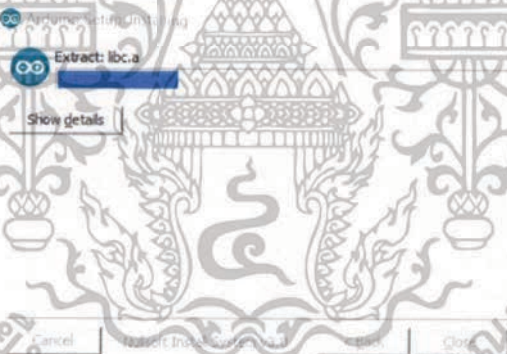 Arduino Setup: Installing
Extract: libc.a
Show details
Cancel
Nullsoft Install System v3.0
< Back
Close